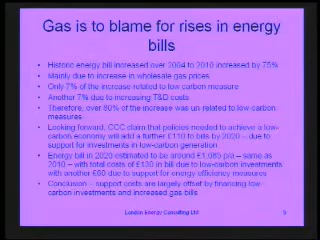 Gas is to blame for rises in energy
bills
• Historic energy bill increased over 2004 to 2010 increased by 75%
• Mainly due to increase in wholesale gas prices
• Only 7% of the increase related to low carbon measure
• Another 7% due to increasing T&D costs
• Therefore, over 80% of the increase was un-related to low-carbon
measures
• Looking forward, CCC claim that policies needed to achieve a low-
carbon economy will add a further £110 to bills by 2020 – due to
support for investments in low-carbon generation
• Energy bill in 2020 estimated to be around £1,085 p/a – same as
2010 – with total costs of £130 in bill due to low-carbon investments
with another £60 due to support for energy efficiency measures
• Conclusion – support costs are largely offset by financing low-
carbon investments and increased gas bills
London Energy Consulting Ltd
9